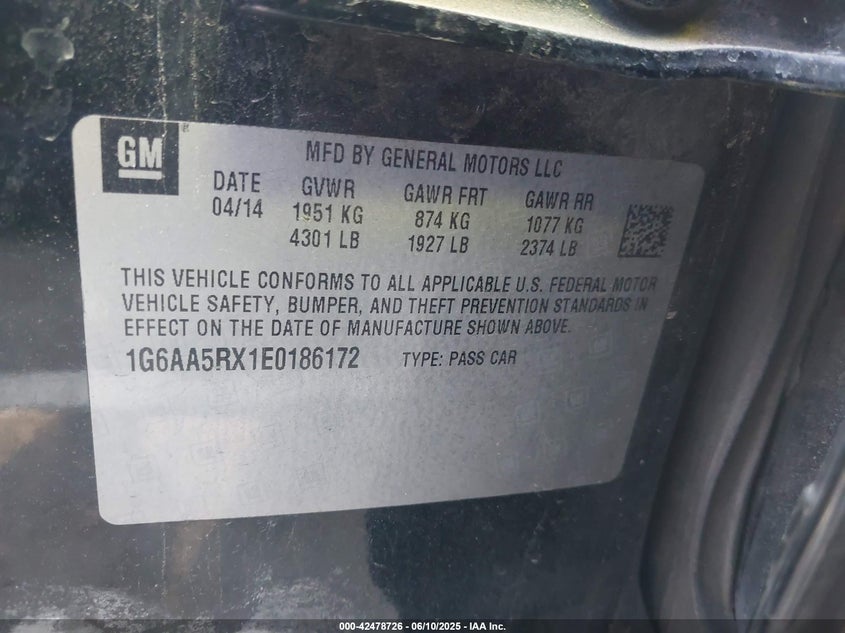 GM
MFD BY GENERAL MOTORS LLC
DATE GVWR GAWR FRT GAWR RR
04/14 1951 KG 874 KG 1077 KG
4301 LB 1927 LB 2374 LB
THIS VEHICLE CONFORMS TO ALL APPLICABLE U.S. FEDERAL MOTOR
VEHICLE SAFETY, BUMPER, AND THEFT PREVENTION STANDARDS IN
EFFECT ON THE DATE OF MANUFACTURE SHOWN ABOVE.
1G6AA5RX1E0186172 TYPE: PASS CAR
000-42478726 - 06/10/2025 - IAA Inc.